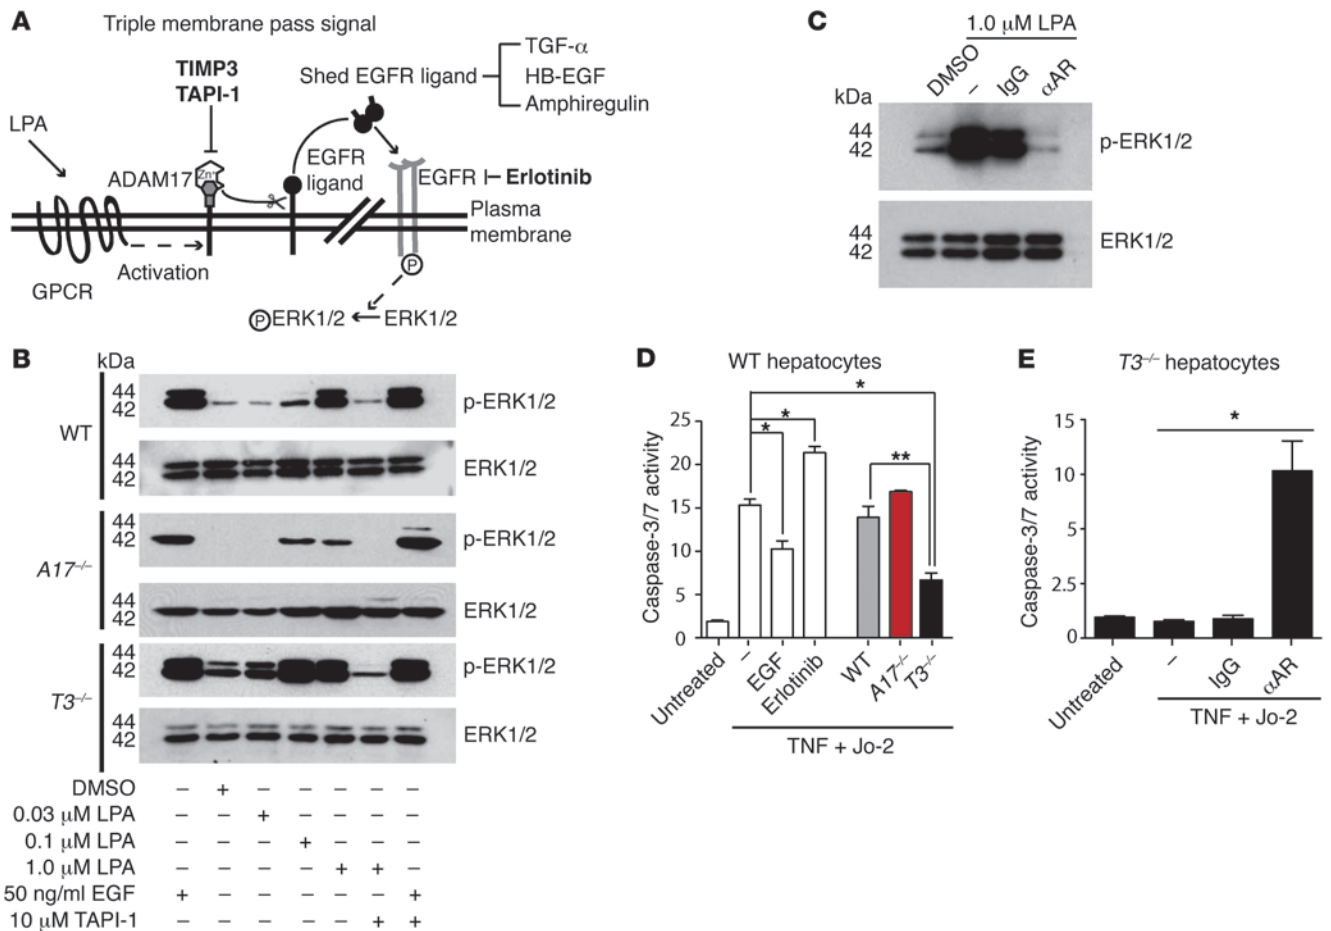 A
Triple membrane pass signal
TGF-α
HB-EGF
Amphiregulin
Shed EGFR ligand
TIMP3
TAPI-1
LPA
ADAM17
Zn⁺
EGFR
ligand
EGFR
Erlotinib
Plasma
membrane
Activation
GPCR
P
P ERK1/2
ERK1/2
B
kDa
WT
44
42
p-ERK1/2
44
42
ERK1/2
A17–/–
44
42
p-ERK1/2
44
42
ERK1/2
T3–/–
44
42
p-ERK1/2
44
42
ERK1/2
DMSO – + – – – – –
0.03 μM LPA – – + – – – –
0.1 μM LPA – – – + – – –
1.0 μM LPA – – – – + + –
50 ng/ml EGF + – – – – – +
10 μM TAPI-1 – – – – – + +
C
1.0 μM LPA
DMSO – IgG αAR
kDa
44
42
p-ERK1/2
44
42
ERK1/2
D
WT hepatocytes
*
*
*
**
Caspase-3/7 activity
25
20
15
10
5
0
Untreated – EGF Erlotinib WT A17–/– T3–/–
TNF + Jo-2
E
T3–/– hepatocytes
*
Caspase-3/7 activity
15
10
5
2.5
0
Untreated – IgG αAR
TNF + Jo-2